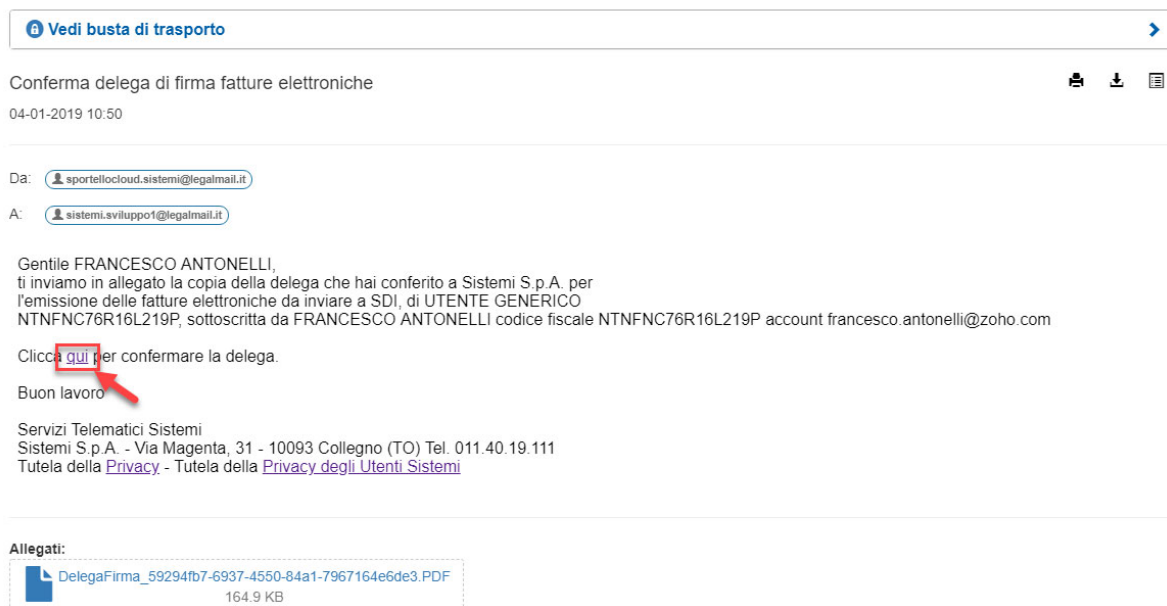 Vedi busta di trasporto
Conferma delega di firma fatture elettroniche
04-01-2019 10:50
Da: sportellocloud.sistemi@legalmail.it
A: sistemi.sviluppo1@legalmail.it
Gentile FRANCESCO ANTONELLI,
ti inviamo in allegato la copia della delega che hai conferito a Sistemi S.p.A. per
l'emissione delle fatture elettroniche da inviare a SDI, di UTENTE GENERICO
NTNFNC76R16L219P, sottoscritta da FRANCESCO ANTONELLI codice fiscale NTNFNC76R16L219P account francesco.antonelli@zoho.com
Clicca qui per confermare la delega.
Buon lavoro
Servizi Telematici Sistemi
Sistemi S.p.A. - Via Magenta, 31 - 10093 Collegno (TO) Tel. 011.40.19.111
Tutela della Privacy - Tutela della Privacy degli Utenti Sistemi
Allegati:
DelegaFirma_59294fb7-6937-4550-84a1-7967164e6de3.PDF
164.9 KB